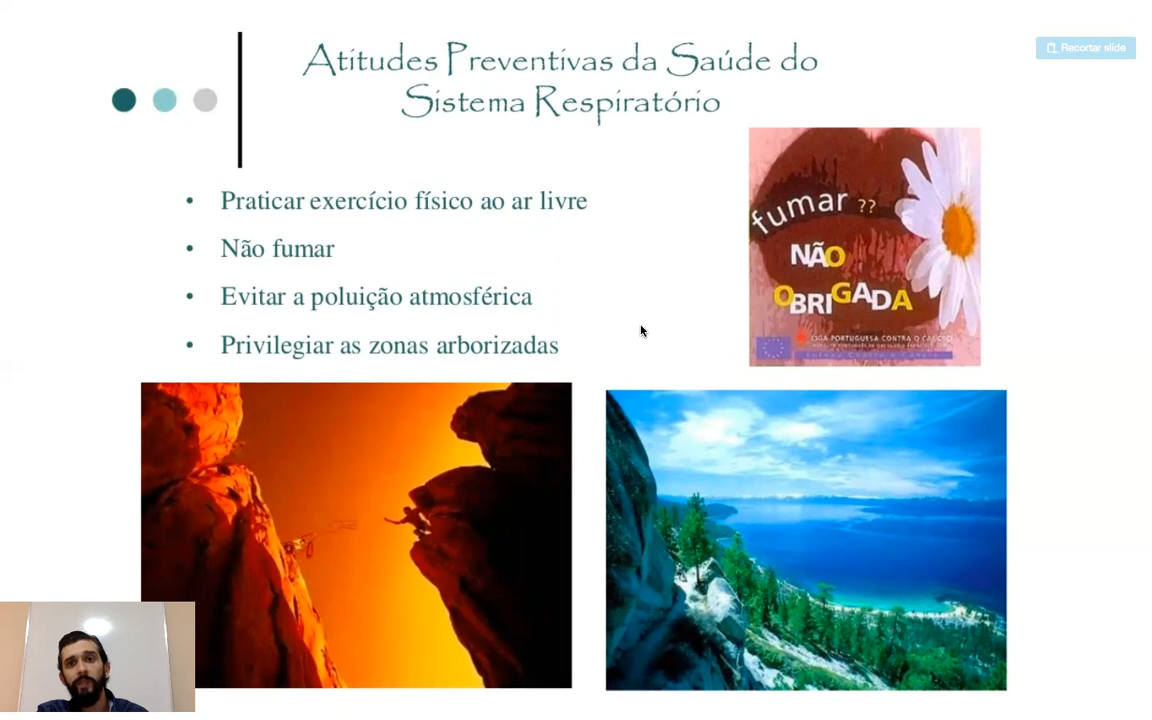 Atitudes Preventivas da Saúde do
Sistema Respiratório
Recortar slide
• Praticar exercício físico ao ar livre
• Não fumar
• Evitar a poluição atmosférica
• Privilegiar as zonas arborizadas
fumar ??
NÃO
OBRIGADA
LIGA PORTUGUESA CONTRA O CANCRO